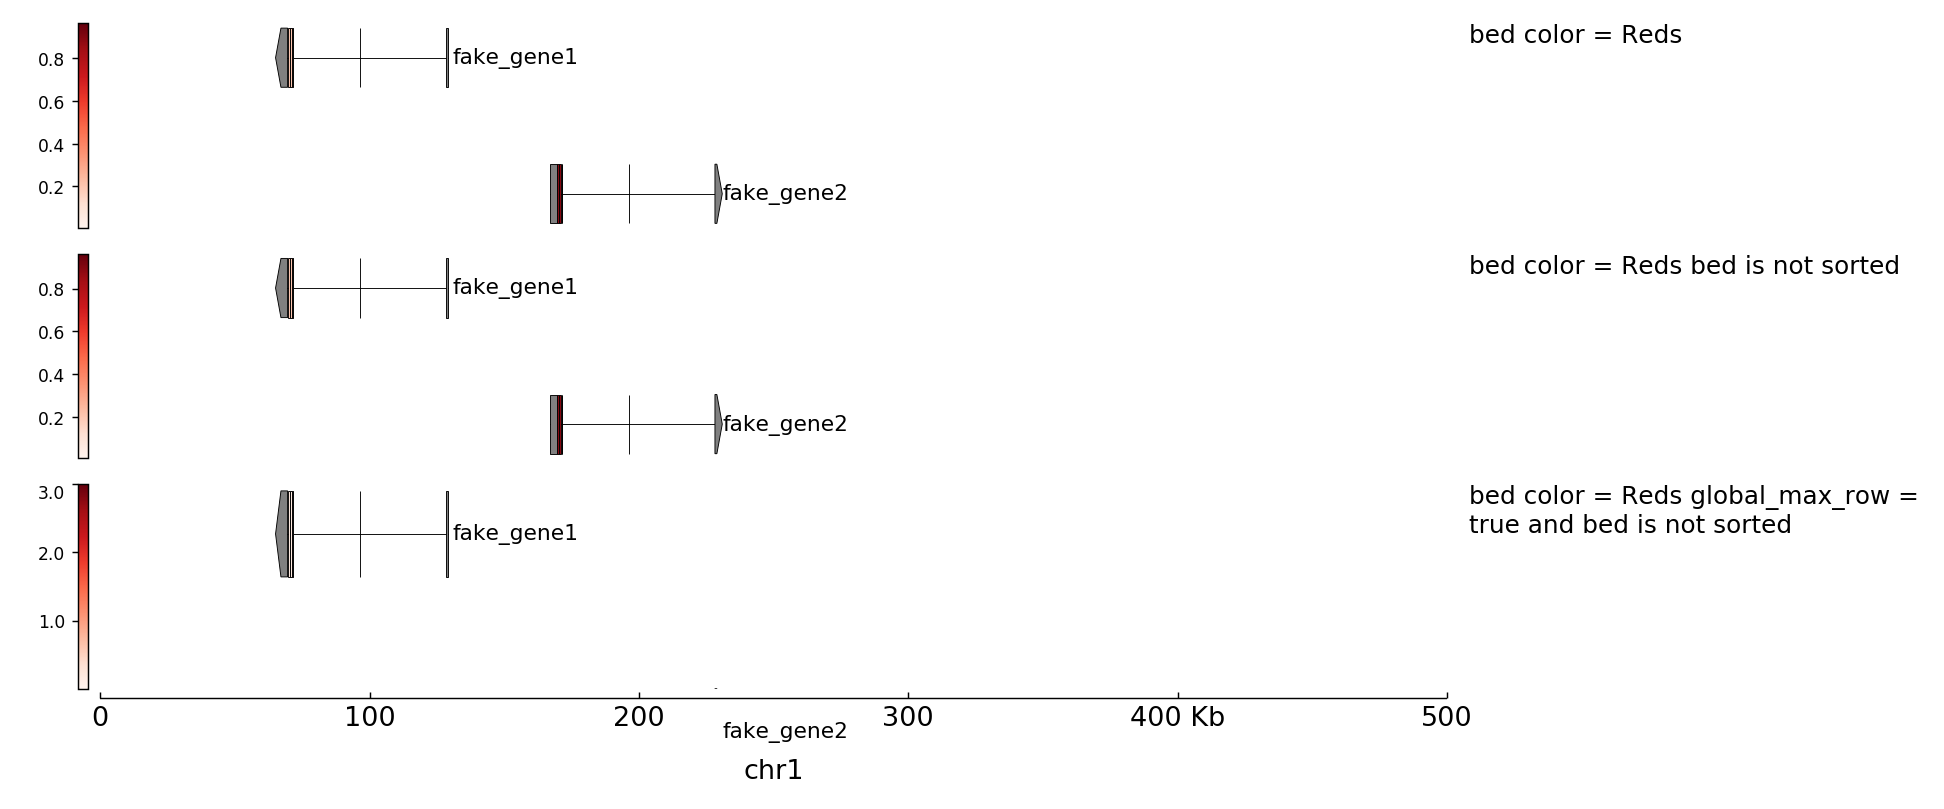 0.8
0.6
0.4
0.2
fake_gene1
fake_gene2
bed color = Reds
0.8
0.6
0.4
0.2
fake_gene1
fake_gene2
bed color = Reds bed is not sorted
3.0
2.0
1.0
fake_gene1
bed color = Reds global_max_row =
true and bed is not sorted
0 100 200 300 400 Kb 500
fake_gene2
chr1